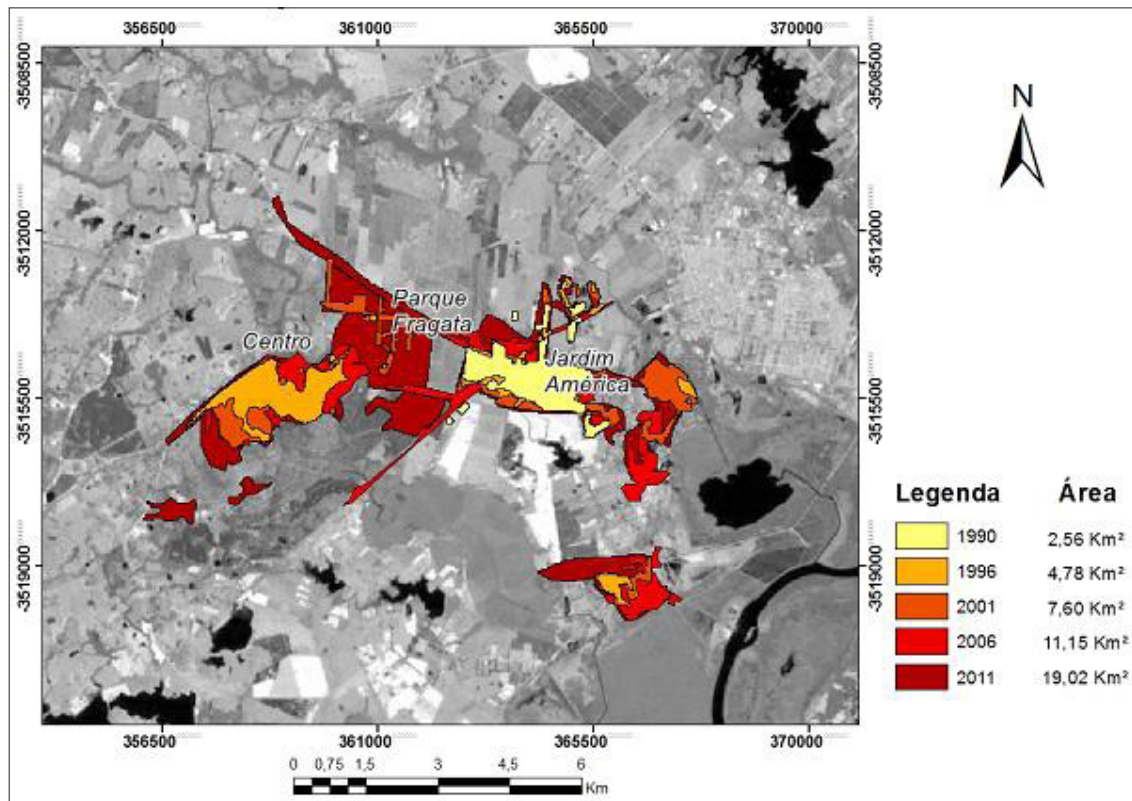 356500 361000 365500 370000
-3508500
-3512000
-3515500
-3519000
-3508500
-3512000
-3515500
-3519000
N
Parque
Fragata
Centro
Jardim
América
Legenda Área
1990 2,56 Km²
1996 4,78 Km²
2001 7,60 Km²
2006 11,15 Km²
2011 19,02 Km²
356500 361000 365500 370000
0 0,75 1,5 3 4,5 6
Km